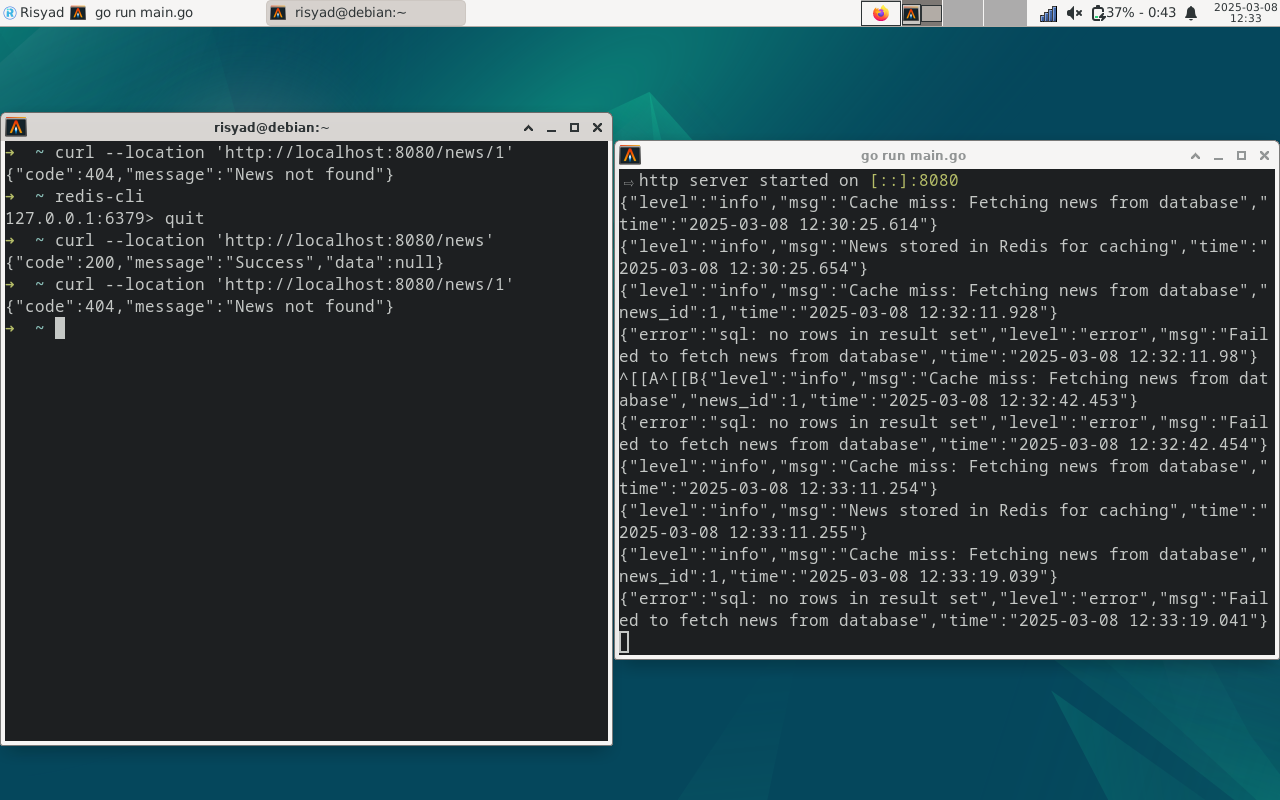 Risyad
go run main.go
risyad@debian:~
37% - 0:43
2025-03-08
12:33
risyad@debian:~
➜ ~ curl --location 'http://localhost:8080/news/1'
{"code":404,"message":"News not found"}
➜ ~ redis-cli
127.0.0.1:6379> quit
➜ ~ curl --location 'http://localhost:8080/news'
{"code":200,"message":"Success","data":null}
➜ ~ curl --location 'http://localhost:8080/news/1'
{"code":404,"message":"News not found"}
➜ ~
go run main.go
⇨ http server started on [::]:8080
{"level":"info","msg":"Cache miss: Fetching news from database","
time":"2025-03-08 12:30:25.614"}
{"level":"info","msg":"News stored in Redis for caching","time":"
2025-03-08 12:30:25.654"}
{"level":"info","msg":"Cache miss: Fetching news from database","
news_id":1,"time":"2025-03-08 12:32:11.928"}
{"error":"sql: no rows in result set","level":"error","msg":"Fail
ed to fetch news from database","time":"2025-03-08 12:32:11.98"}
^[[A^[[B{"level":"info","msg":"Cache miss: Fetching news from dat
abase","news_id":1,"time":"2025-03-08 12:32:42.453"}
{"error":"sql: no rows in result set","level":"error","msg":"Fail
ed to fetch news from database","time":"2025-03-08 12:32:42.454"}
{"level":"info","msg":"Cache miss: Fetching news from database","
time":"2025-03-08 12:33:11.254"}
{"level":"info","msg":"News stored in Redis for caching","time":"
2025-03-08 12:33:11.255"}
{"level":"info","msg":"Cache miss: Fetching news from database","
news_id":1,"time":"2025-03-08 12:33:19.039"}
{"error":"sql: no rows in result set","level":"error","msg":"Fail
ed to fetch news from database","time":"2025-03-08 12:33:19.041"}